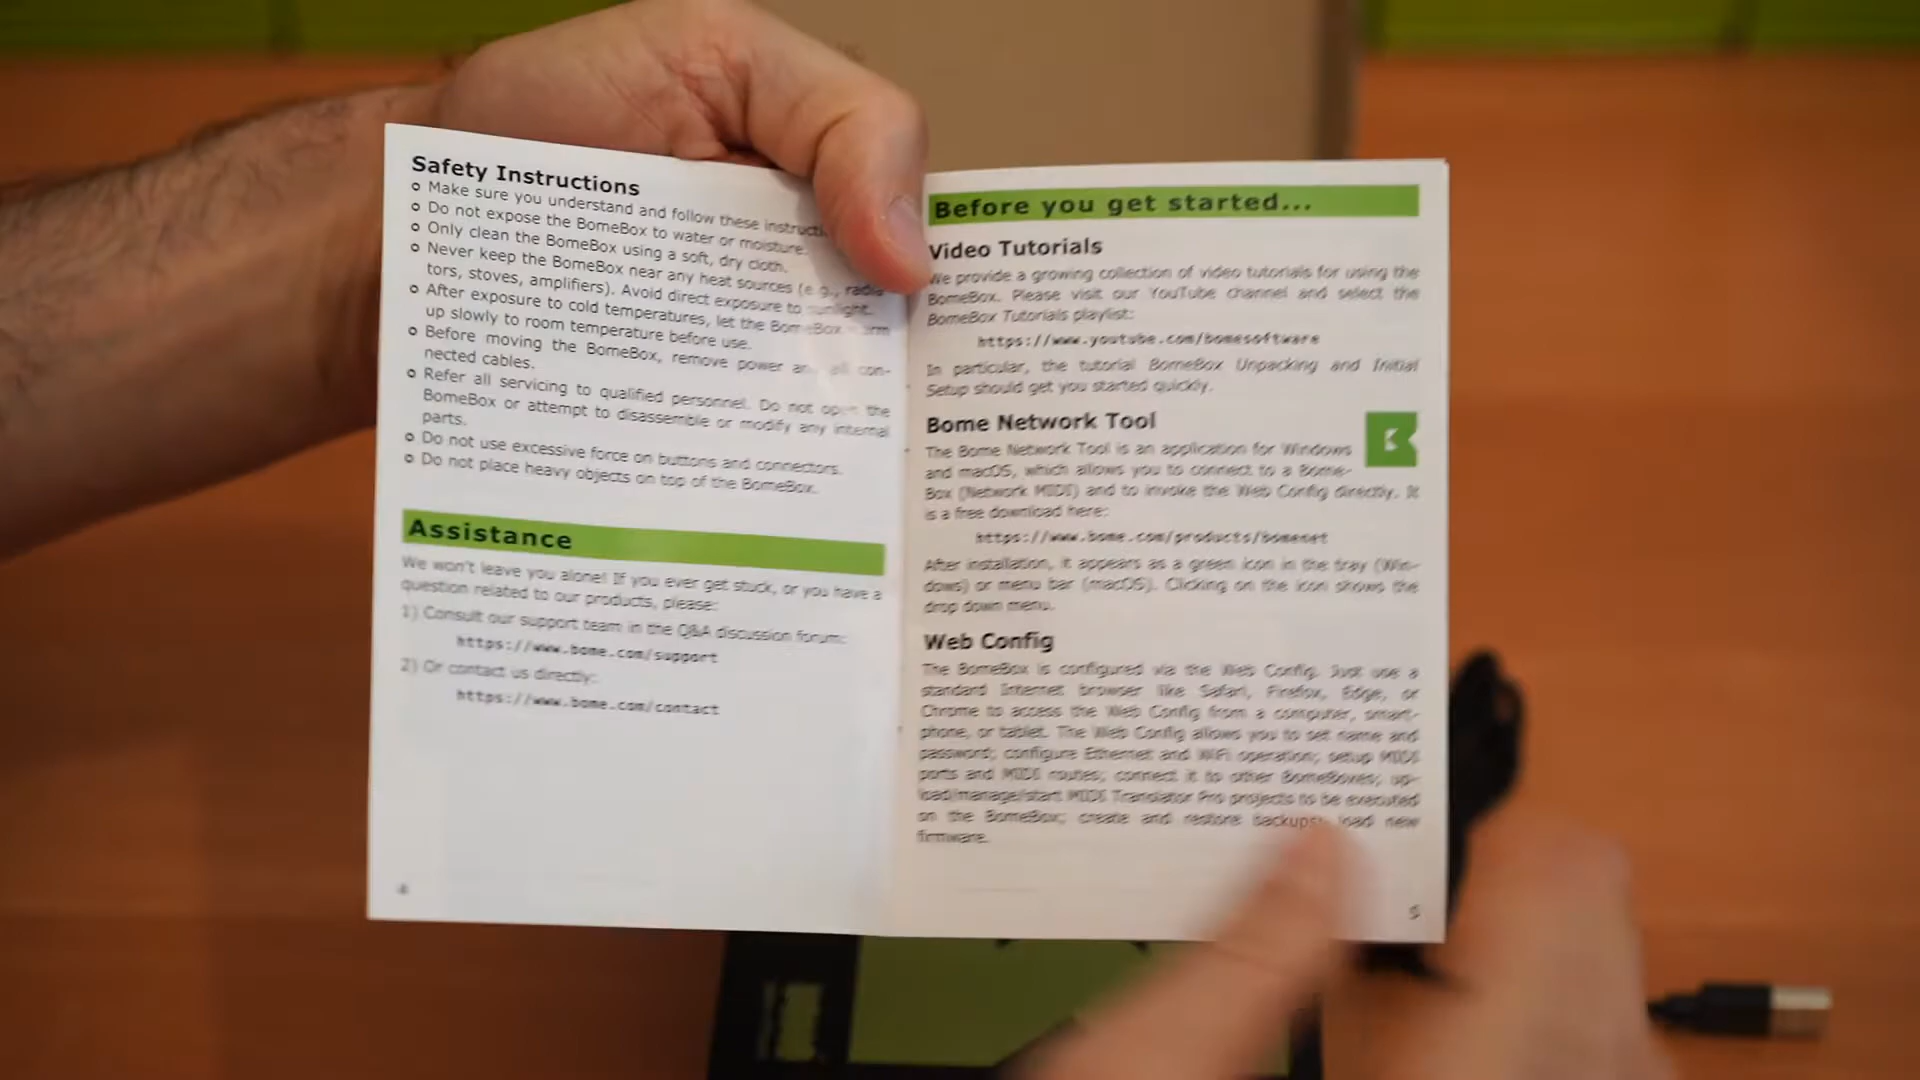 Safety Instructions
o Make sure you understand and follow these instructi
o Do not expose the BomeBox to water or moisture.
o Only clean the BomeBox using a soft, dry cloth.
o Never keep the BomeBox near any heat sources (e.g., radia-
tors, stoves, amplifiers). Avoid direct exposure to sunlight.
o After exposure to cold temperatures, let the BomeBox warm
up slowly to room temperature before use.
o Before moving the BomeBox, remove power and all con-
nected cables.
o Refer all servicing to qualified personnel. Do not open the
BomeBox or attempt to disassemble or modify any internal
parts.
o Do not use excessive force on buttons and connectors.
o Do not place heavy objects on top of the BomeBox.
Assistance
We won't leave you alone! If you ever get stuck, or you have a
question related to our products, please:
1) Consult our support team in the Q&A discussion forum:
https://www.bome.com/support
2) Or contact us directly:
https://www.bome.com/contact
4
Before you get started...
Video Tutorials
We provide a growing collection of video tutorials for using the
BomeBox. Please visit our YouTube channel and select the
BomeBox Tutorials playlist:
https://www.youtube.com/bomesoftware
In particular, the tutorial BomeBox Unpacking and Initial
Setup should get you started quickly.
Bome Network Tool
The Bome Network Tool is an application for Windows
and macOS, which allows you to connect to a Bome-
Box (Network MIDI) and to invoke the Web Config directly. It
is a free download here:
https://www.bome.com/products/bomenet
After installation, it appears as a green icon in the tray (Win-
dows) or menu bar (macOS). Clicking on the icon shows the
drop down menu.
Web Config
The BomeBox is configured via the Web Config. Just use a
standard Internet browser like Safari, Firefox, Edge, or
Chrome to access the Web Config from a computer, smart-
phone, or tablet. The Web Config allows you to set name and
password; configure Ethernet and WiFi operation; setup MIDI
ports and MIDI routes; connect it to other BomeBoxes; up-
load/manage/start MIDI Translator Pro projects to be executed
on the BomeBox; create and restore backups; load new
firmware.
5